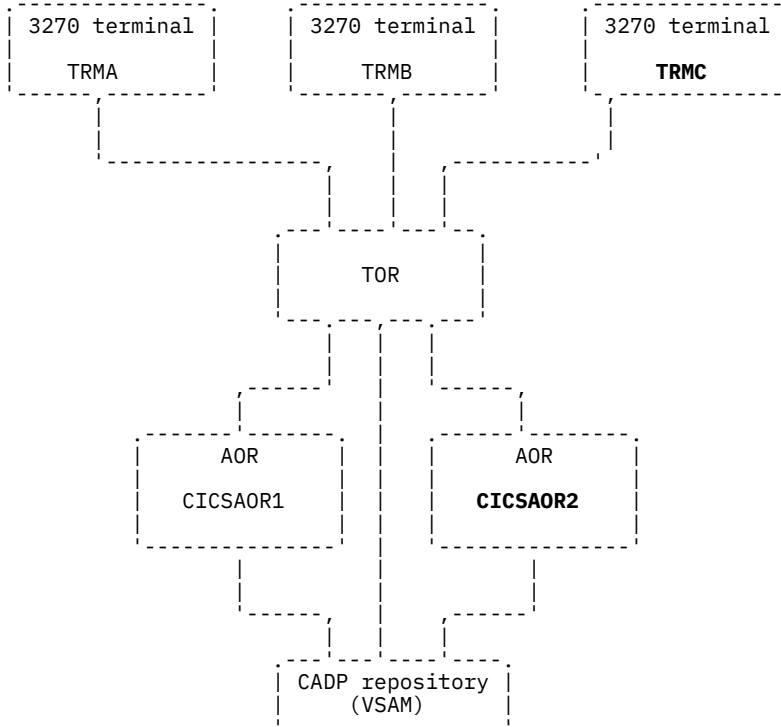 3270 terminal 3270 terminal 3270 terminal
TRMA TRMB TRMC
TOR
AOR AOR
CICSAOR1 CICSAOR2
CADP repository
(VSAM)